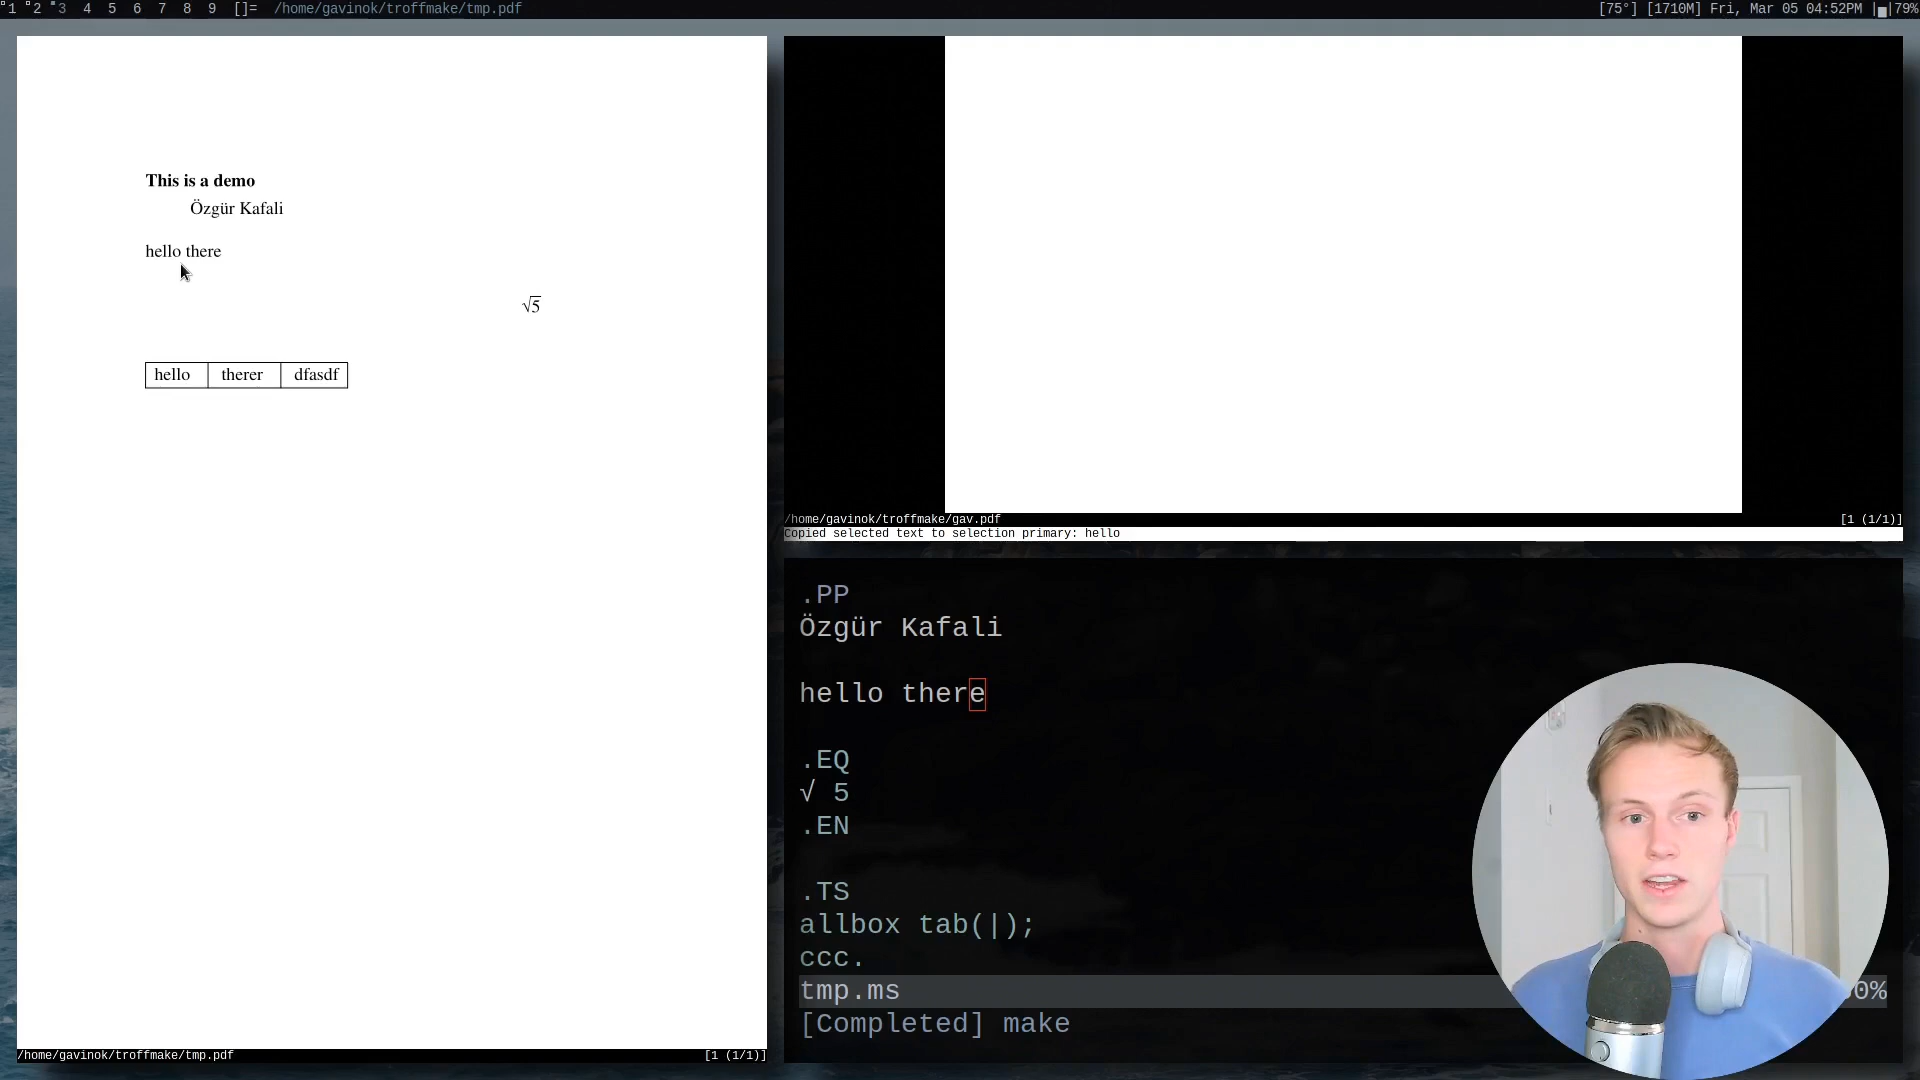 1 2 3 4 5 6 7 8 9 []= /home/gavinok/troffmake/tmp.pdf
[75°] [1710M] Fri, Mar 05 04:52PM |▄|79%
This is a demo
Özgür Kafali
hello there
√5
hello therer dfasdf
/home/gavinok/troffmake/tmp.pdf [1 (1/1)]
/home/gavinok/troffmake/gav.pdf [1 (1/1)]
Copied selected text to selection primary: hello
.PP
Özgür Kafali
hello there
.EQ
√ 5
.EN
.TS
allbox tab(|);
ccc.
tmp.ms 0%
[Completed] make